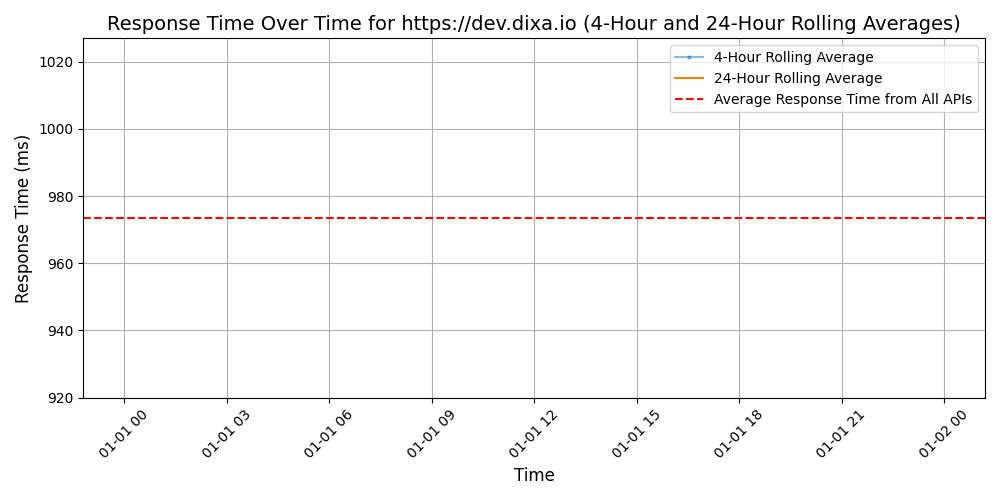 Response Time Over Time for https://dev.dixa.io (4-Hour and 24-Hour Rolling Averages)
4-Hour Rolling Average
24-Hour Rolling Average
Average Response Time from All APIs
Response Time (ms)
1020
1000
980
960
940
920
01-01 00
01-01 03
01-01 06
01-01 09
01-01 12
01-01 15
01-01 18
01-01 21
01-02 00
Time